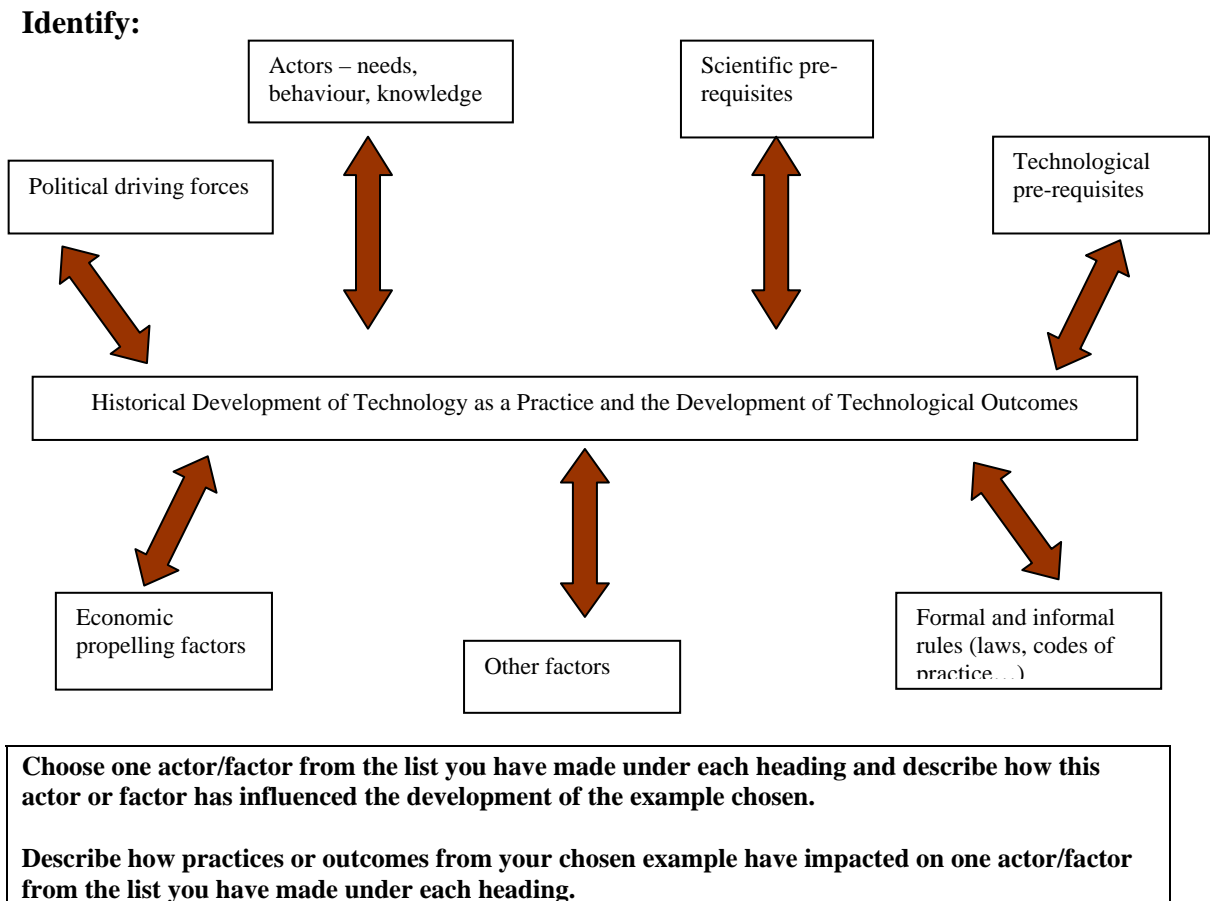 Identify:
Actors – needs,
behaviour, knowledge
Scientific pre-
requisites
Political driving forces
Technological
pre-requisites
Historical Development of Technology as a Practice and the Development of Technological Outcomes
Economic
propelling factors
Other factors
Formal and informal
rules (laws, codes of
practice…)
Choose one actor/factor from the list you have made under each heading and describe how this
actor or factor has influenced the development of the example chosen.
Describe how practices or outcomes from your chosen example have impacted on one actor/factor
from the list you have made under each heading.